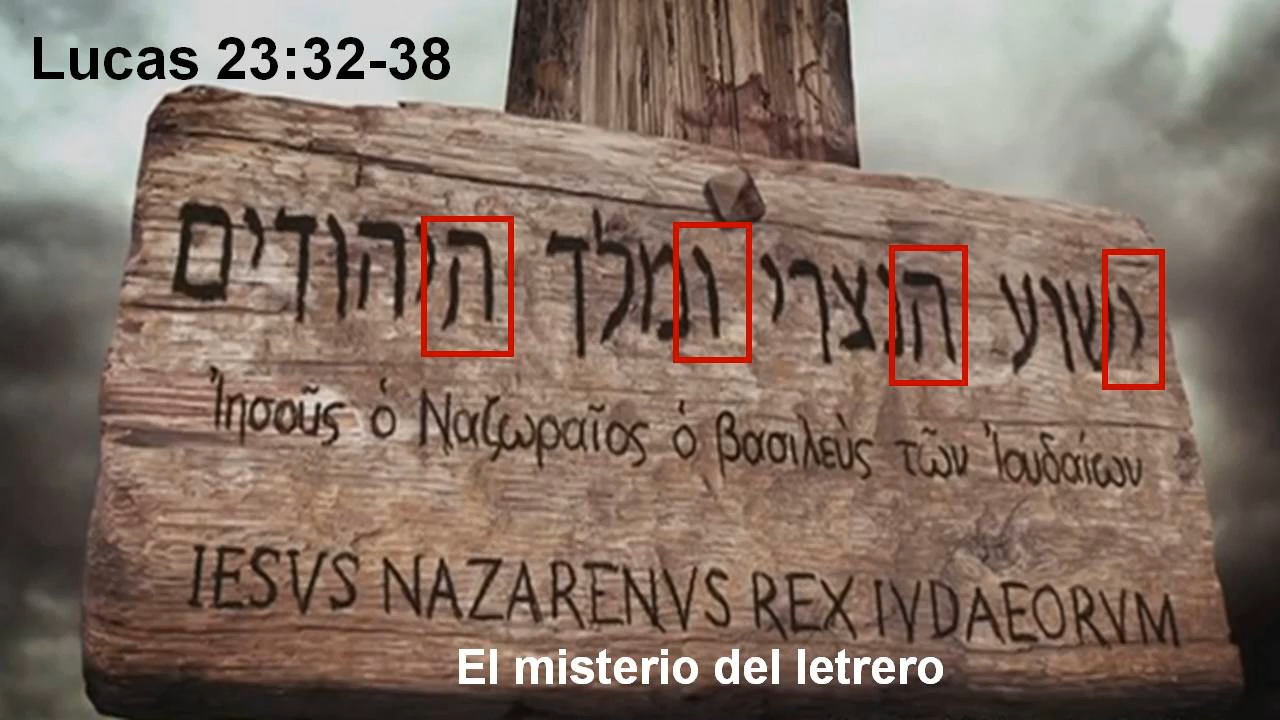 Lucas 23:32-38
ישוע הנצרי ומלך היהודים
Ἰησοῦς ὁ Ναζωραῖος ὁ βασιλεὺς τῶν Ἰουδαίων
IESVS NAZARENVS REX IVDAEORVM
El misterio del letrero